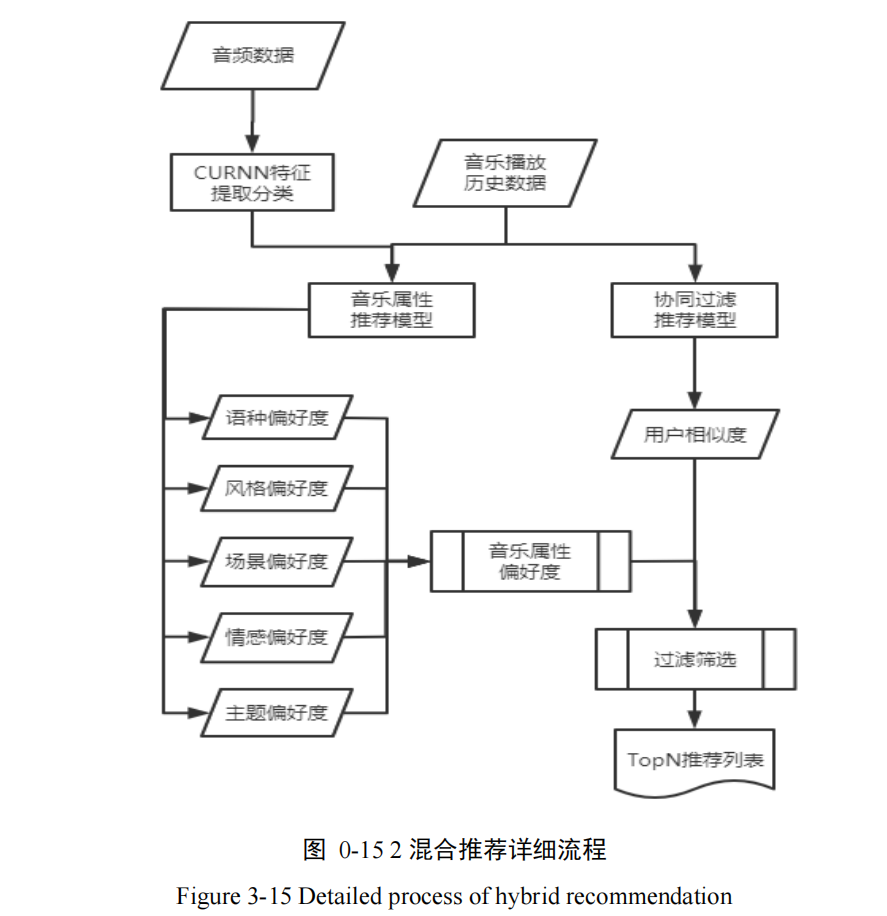 音频数据
CURNN特征
提取分类
音乐播放
历史数据
音乐属性
推荐模型
协同过滤
推荐模型
语种偏好度
用户相似度
风格偏好度
场景偏好度
音乐属性
偏好度
情感偏好度
过滤筛选
主题偏好度
TopN推荐列表
图 0-15 2 混合推荐详细流程
Figure 3-15 Detailed process of hybrid recommendation